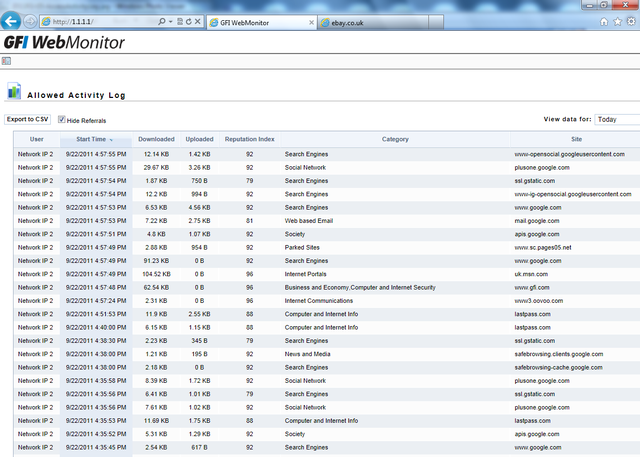 http://1.1.1.1/ GFI WebMonitor ebay.co.uk
GFI WebMonitor
Allowed Activity Log
Export to CSV Hide Referrals View data for: Today
User Start Time Downloaded Uploaded Reputation Index Category Site
Network IP 2 9/22/2011 4:57:55 PM 12.14 KB 1.42 KB 92 Search Engines www-opensocial.googleusercontent.com
Network IP 2 9/22/2011 4:57:55 PM 29.67 KB 3.26 KB 92 Social Network plusone.google.com
Network IP 2 9/22/2011 4:57:54 PM 1.87 KB 750 B 79 Search Engines ssl.gstatic.com
Network IP 2 9/22/2011 4:57:54 PM 12.2 KB 994 B 92 Search Engines www-ig-opensocial.googleusercontent.com
Network IP 2 9/22/2011 4:57:53 PM 6.53 KB 4.56 KB 92 Search Engines www.google.com
Network IP 2 9/22/2011 4:57:53 PM 7.22 KB 2.75 KB 81 Web based Email mail.google.com
Network IP 2 9/22/2011 4:57:51 PM 4.8 KB 1.07 KB 92 Society apis.google.com
Network IP 2 9/22/2011 4:57:49 PM 2.88 KB 954 B 92 Parked Sites www.sc.pages05.net
Network IP 2 9/22/2011 4:57:49 PM 91.23 KB 0 B 92 Search Engines www.google.com
Network IP 2 9/22/2011 4:57:49 PM 104.52 KB 0 B 96 Internet Portals uk.msn.com
Network IP 2 9/22/2011 4:57:48 PM 62.54 KB 0 B 96 Business and Economy,Computer and Internet Security www.gfi.com
Network IP 2 9/22/2011 4:57:24 PM 2.31 KB 0 B 96 Internet Communications www3.oovoo.com
Network IP 2 9/22/2011 4:51:53 PM 11.9 KB 2.55 KB 88 Computer and Internet Info lastpass.com
Network IP 2 9/22/2011 4:40:00 PM 6.15 KB 1.15 KB 88 Computer and Internet Info lastpass.com
Network IP 2 9/22/2011 4:38:30 PM 2.23 KB 345 B 79 Search Engines ssl.gstatic.com
Network IP 2 9/22/2011 4:38:00 PM 1.21 KB 195 B 92 News and Media safebrowsing.clients.google.com
Network IP 2 9/22/2011 4:38:00 PM 2.18 KB 0 B 92 Search Engines safebrowsing-cache.google.com
Network IP 2 9/22/2011 4:35:58 PM 8.39 KB 1.72 KB 92 Social Network plusone.google.com
Network IP 2 9/22/2011 4:35:56 PM 6.41 KB 1.01 KB 79 Search Engines ssl.gstatic.com
Network IP 2 9/22/2011 4:35:56 PM 7.61 KB 1.02 KB 92 Social Network plusone.google.com
Network IP 2 9/22/2011 4:35:53 PM 11.69 KB 1.75 KB 88 Computer and Internet Info lastpass.com
Network IP 2 9/22/2011 4:35:52 PM 5.31 KB 1.29 KB 92 Society apis.google.com
Network IP 2 9/22/2011 4:35:45 PM 2.54 KB 617 B 92 Search Engines www.google.com